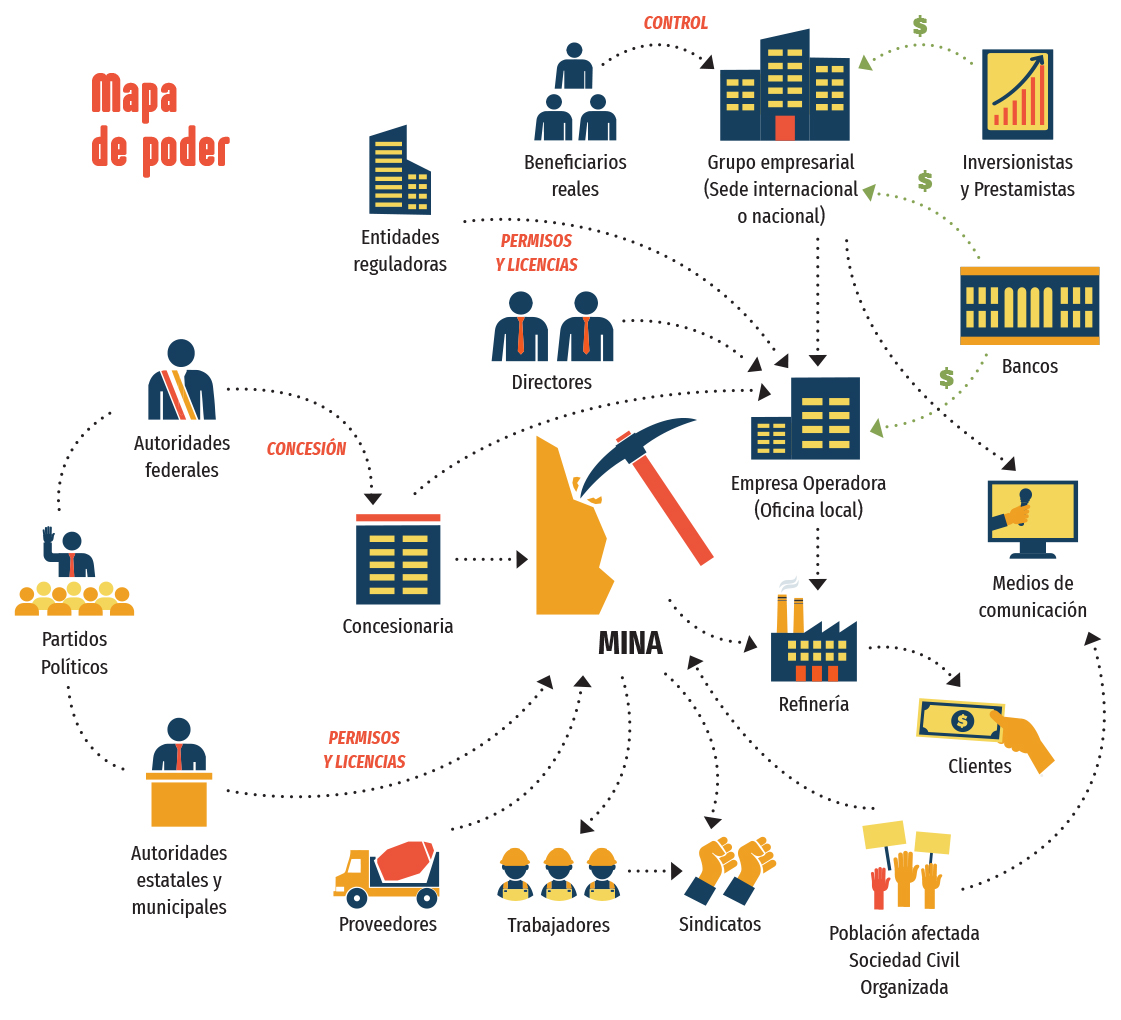 Mapa
de poder
CONTROL
$
Beneficiarios
reales
Grupo empresarial
(Sede internacional
o nacional)
Inversionistas
y Prestamistas
$
Entidades
reguladoras
PERMISOS
Y LICENCIAS
Directores
Bancos
$
Autoridades
federales
CONCESIÓN
Empresa Operadora
(Oficina local)
Medios de
comunicación
Concesionaria
Partidos
Políticos
MINA
Refinería
$
Clientes
PERMISOS
Y LICENCIAS
Autoridades
estatales y
municipales
Proveedores
Trabajadores
Sindicatos
Población afectada
Sociedad Civil
Organizada